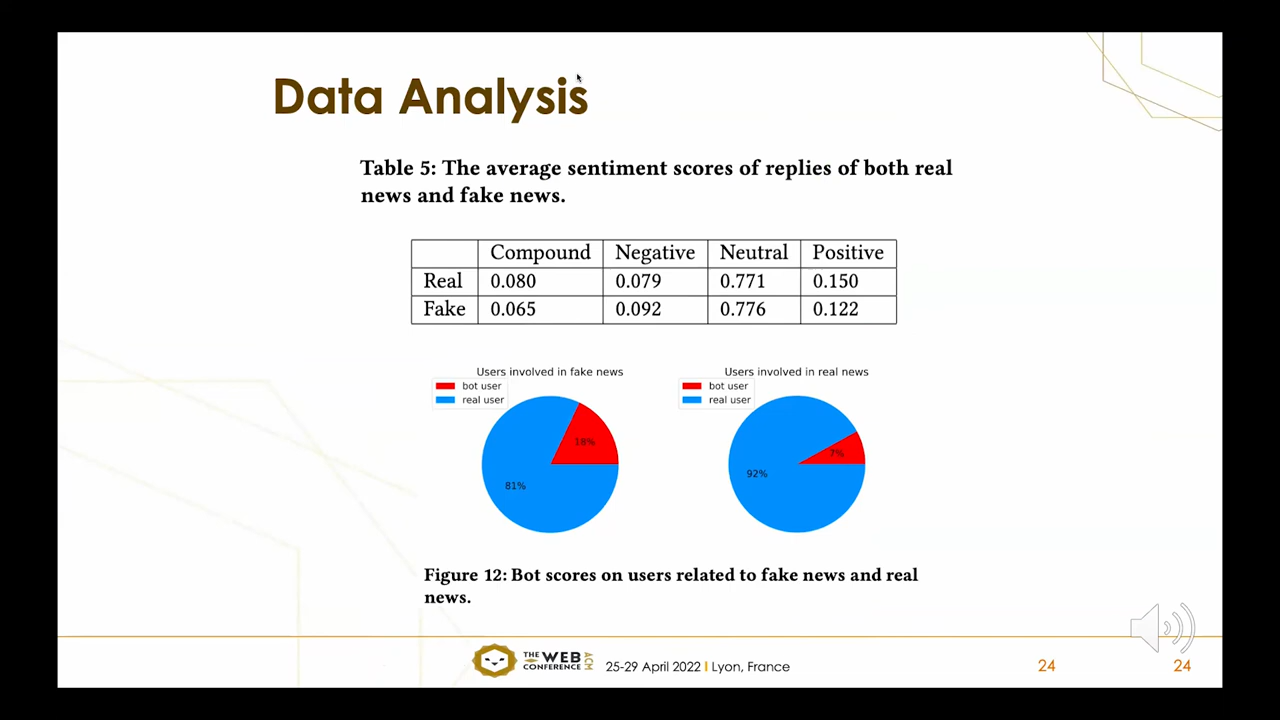 Data Analysis
Table 5: The average sentiment scores of replies of both real
news and fake news.
Compound Negative Neutral Positive
Real 0.080 0.079 0.771 0.150
Fake 0.065 0.092 0.776 0.122
Users involved in fake news
bot user
real user
18%
81%
Users involved in real news
bot user
real user
7%
92%
Figure 12: Bot scores on users related to fake news and real
news.
THE WEB
CONFERENCE
ACM
25-29 April 2022 I Lyon, France
24
24